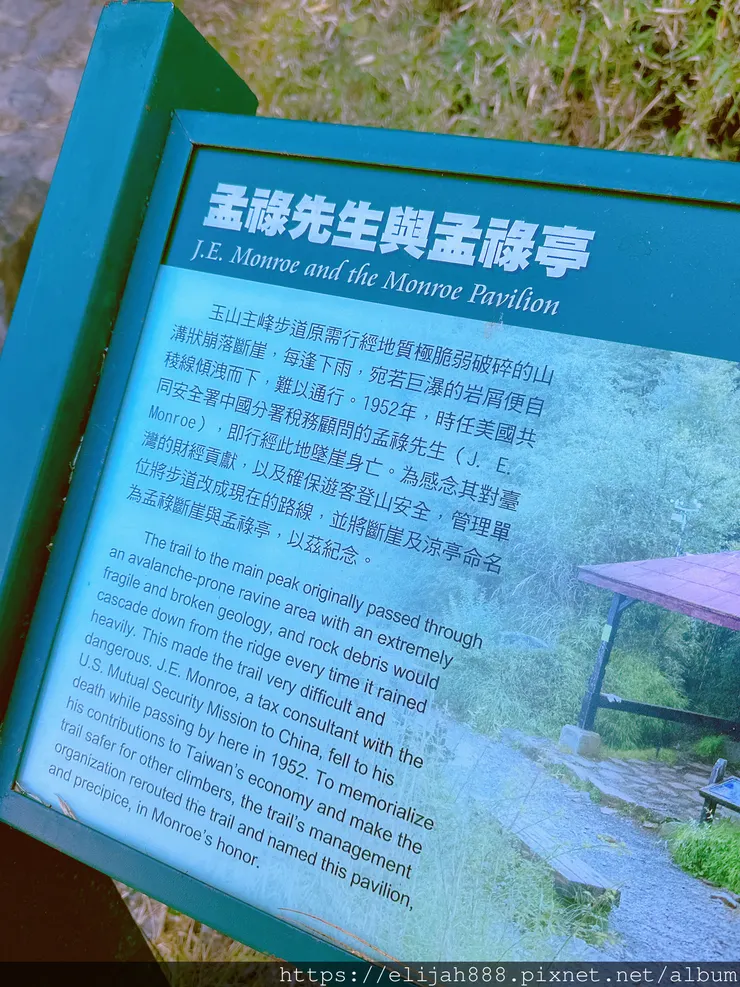 孟祿先生與孟祿亭
J.E. Monroe and the Monroe Pavilion
玉山主峰步道原需行經地質極脆弱破碎的山
溝狀崩落斷崖，每逢下雨，宛若巨瀑的岩屑便自
稜線傾洩而下，難以通行。1952年，時任美國共
同安全署中國分署稅務顧問的孟祿先生（J. E.
Monroe），即行經此地墜崖身亡。為感念其對臺
灣的財經貢獻，以及確保遊客登山安全，管理單
位將步道改成現在的路線，並將斷崖及涼亭命名
為孟祿斷崖與孟祿亭，以茲紀念。
The trail to the main peak originally passed through
an avalanche-prone ravine area with an extremely
fragile and broken geology, and rock debris would
cascade down from the ridge every time it rained
heavily. This made the trail very difficult and
dangerous. J.E. Monroe, a tax consultant with the
U.S. Mutual Security Mission to China, fell to his
death while passing by here in 1952. To memorialize
his contributions to Taiwan's economy and make the
trail safer for other climbers, the trail's management
organization rerouted the trail and named this pavilion,
and precipice, in Monroe's honor.
https://elijah888.pixnet.net/album